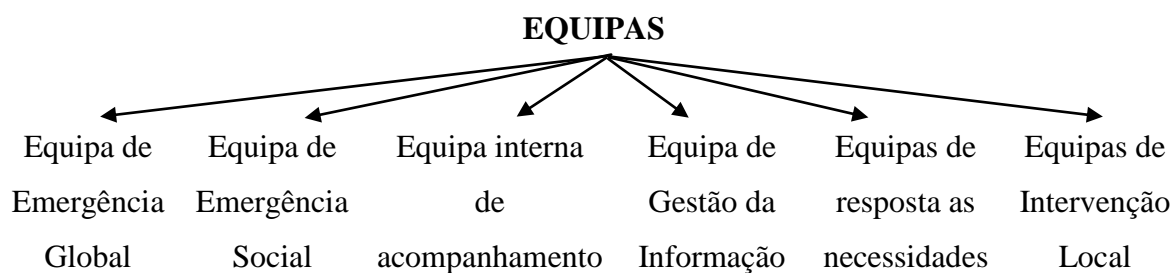 EQUIPAS
Equipa de
Emergência
Global
Equipa de
Emergência
Social
Equipa interna
de
acompanhamento
Equipa de
Gestão da
Informação
Equipas de
resposta as
necessidades
Equipas de
Intervenção
Local